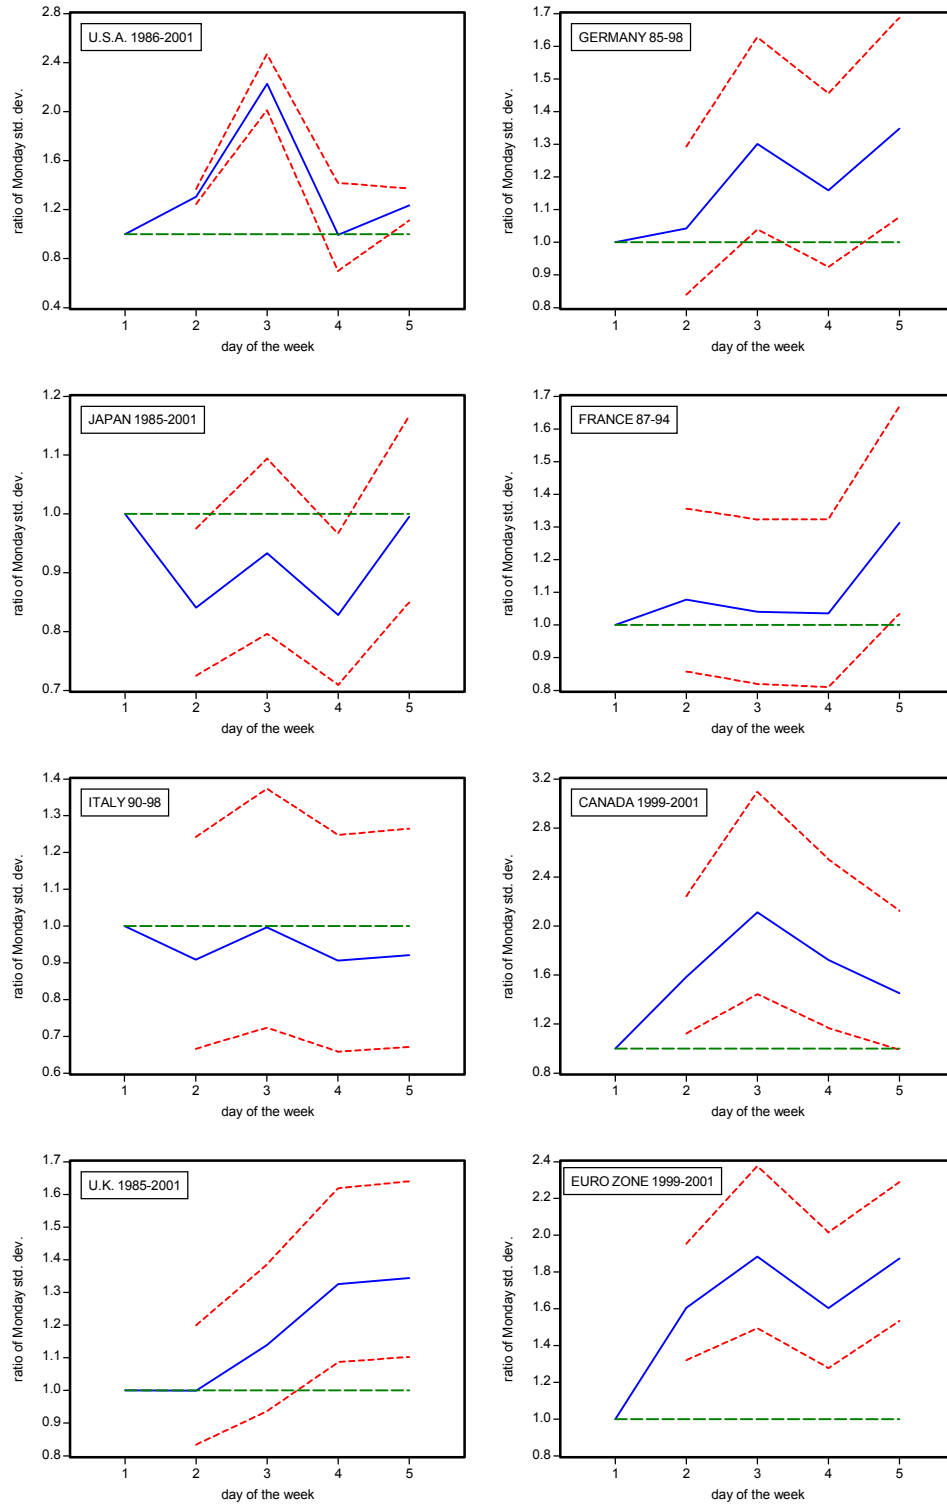 U.S.A. 1986-2001
ratio of Monday std. dev.
2.8
2.4
2.0
1.6
1.2
0.8
0.4
1 2 3 4 5
day of the week
GERMANY 85-98
ratio of Monday std. dev.
1.7
1.6
1.5
1.4
1.3
1.2
1.1
1.0
0.9
0.8
1 2 3 4 5
day of the week
JAPAN 1985-2001
ratio of Monday std. dev.
1.2
1.1
1.0
0.9
0.8
0.7
1 2 3 4 5
day of the week
FRANCE 87-94
ratio of Monday std. dev.
1.7
1.6
1.5
1.4
1.3
1.2
1.1
1.0
0.9
0.8
1 2 3 4 5
day of the week
ITALY 90-98
ratio of Monday std. dev.
1.4
1.3
1.2
1.1
1.0
0.9
0.8
0.7
0.6
1 2 3 4 5
day of the week
CANADA 1999-2001
ratio of Monday std. dev.
3.2
2.8
2.4
2.0
1.6
1.2
0.8
1 2 3 4 5
day of the week
U.K. 1985-2001
ratio of Monday std. dev.
1.7
1.6
1.5
1.4
1.3
1.2
1.1
1.0
0.9
0.8
1 2 3 4 5
day of the week
EURO ZONE 1999-2001
ratio of Monday std. dev.
2.4
2.2
2.0
1.8
1.6
1.4
1.2
1.0
0.8
1 2 3 4 5
day of the week